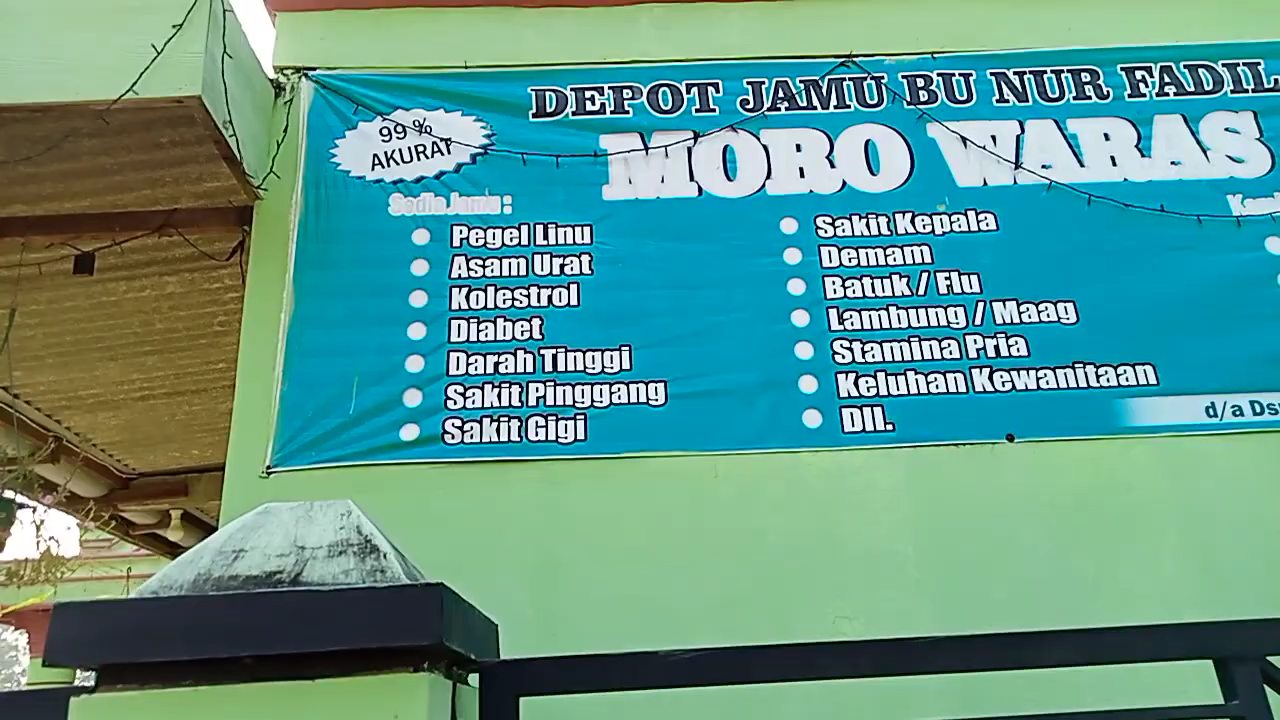 DEPOT JAMU BU NUR FADIL
MORO WARAS
99%
AKURAT
Sedia Jamu :
Pegel Linu
Asam Urat
Kolestrol
Diabet
Darah Tinggi
Sakit Pinggang
Sakit Gigi
Sakit Kepala
Demam
Batuk / Flu
Lambung / Maag
Stamina Pria
Keluhan Kewanitaan
Dll.
d/a